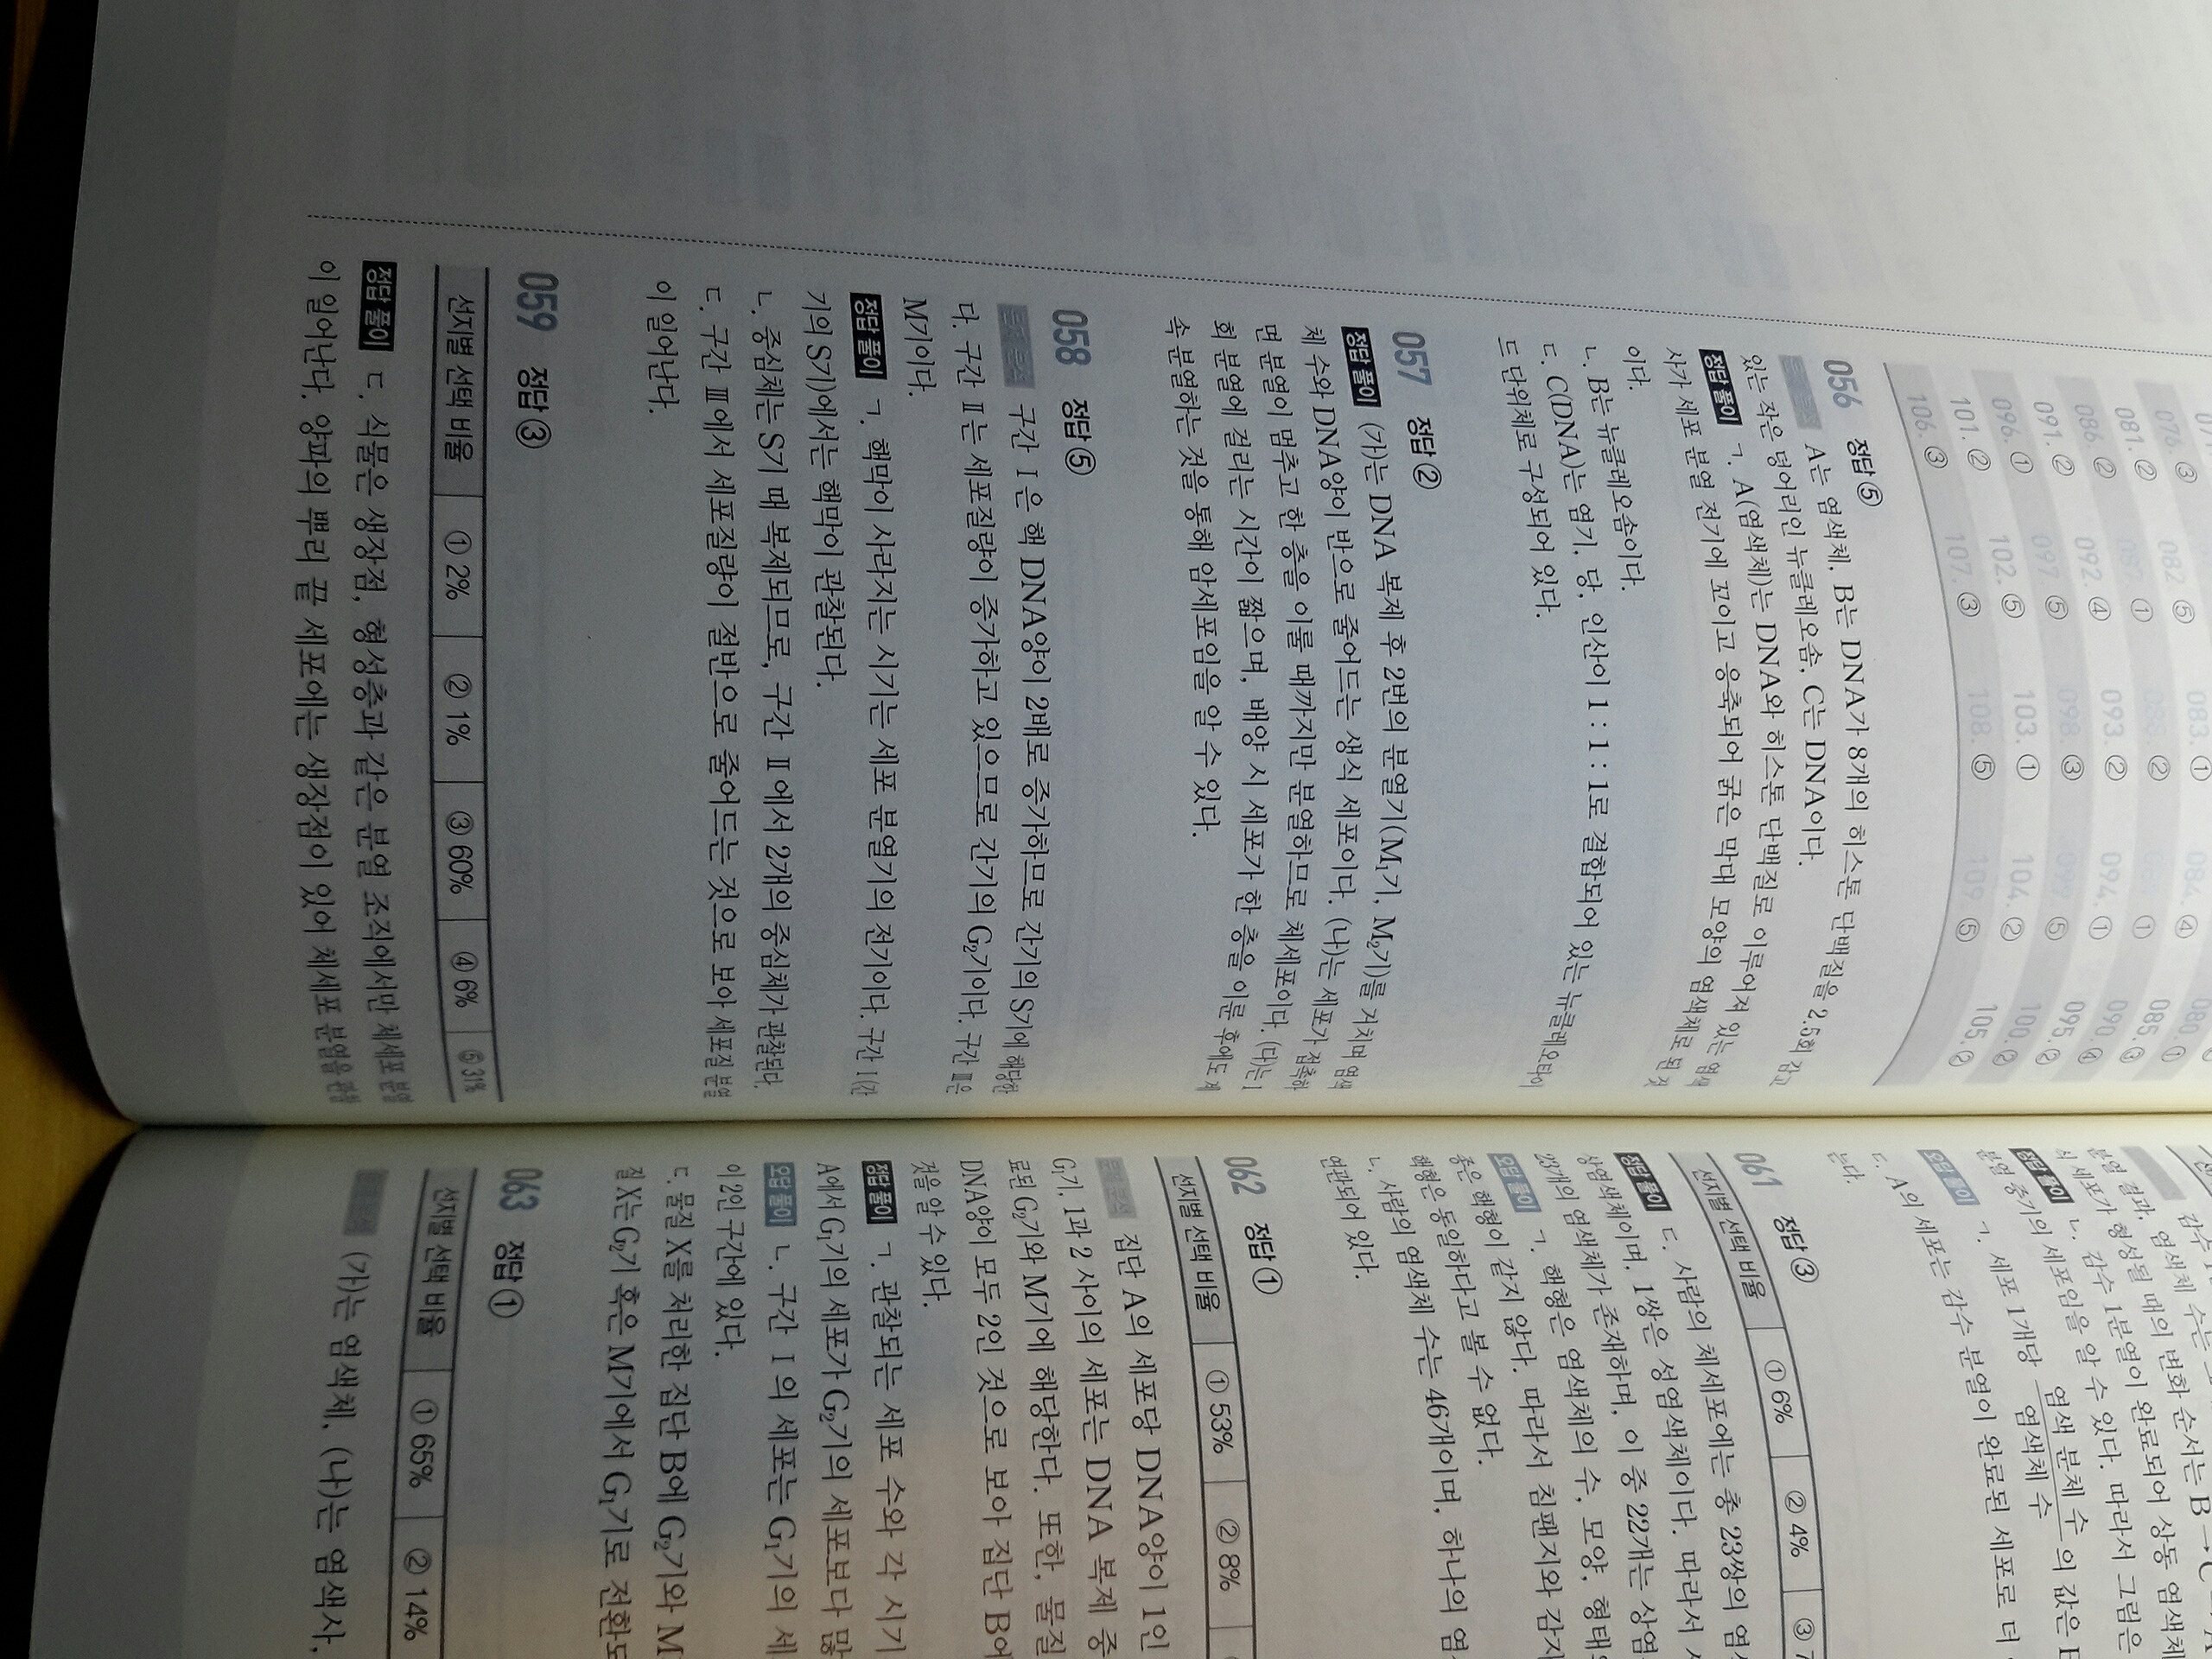 076. ③ 082. ⑤ 083. ① 084. ④
081. ② ① ② ① 085. ③
086. ② 092. ④ 093. ② 094. ① 090. ④
091. ② 097. ⑤ 098. ③ ⑤ 095. ②
096. ① 102. ⑤ 103. ① 104. ② 100. ②
101. ② 107. ③ 108. ⑤ 109. ⑤ 105. ②
106. ③
056 정답 ⑤
A는 염색체, B는 DNA가 8개의 히스톤 단백질을 2.5회 감고
있는 작은 덩어리인 뉴클레오솜, C는 DNA이다.
정답 풀이 ㄱ. A(염색체)는 DNA와 히스톤 단백질로 이루어져 있는 염색
사가 세포 분열 전기에 꼬이고 응축되어 굵은 막대 모양의 염색체로 된 것
이다.
ㄴ. B는 뉴클레오솜이다.
ㄷ. C(DNA)는 염기, 당, 인산이 1 : 1 : 1로 결합되어 있는 뉴클레오타이
드 단위체로 구성되어 있다.
057 정답 ②
정답 풀이 (가)는 DNA 복제 후 2번의 분열기(M₁기, M₂기)를 거치며 염색
체 수와 DNA양이 반으로 줄어드는 생식 세포이다. (나)는 세포가 접촉하
면 분열이 멈추고 한 층을 이룰 때까지만 분열하므로 체세포이다. (다)는 1
회 분열에 걸리는 시간이 짧으며, 배양 시 세포가 한 층을 이룬 후에도 계
속 분열하는 것을 통해 암세포임을 알 수 있다.
058 정답 ⑤
구간 Ⅰ은 핵 DNA양이 2배로 증가하므로 간기의 S기에 해당한
다. 구간 Ⅱ는 세포질량이 증가하고 있으므로 간기의 G₂기이다. 구간 Ⅲ은
M기이다.
정답 풀이 ㄱ. 핵막이 사라지는 시기는 세포 분열기의 전기이다. 구간 Ⅰ(간
기의 S기)에서는 핵막이 관찰된다.
ㄴ. 중심체는 S기 때 복제되므로, 구간 Ⅱ에서 2개의 중심체가 관찰된다.
ㄷ. 구간 Ⅲ에서 세포질량이 절반으로 줄어드는 것으로 보아 세포질 분열
이 일어난다.
059 정답 ③
선지별 선택 비율 ① 2% ② 1% ③ 60% ④ 6% ⑤ 31%
정답 풀이 ㄷ. 식물은 생장점, 형성층과 같은 분열 조직에서만 체세포 분열
이 일어난다. 양파의 뿌리 끝 세포에는 생장점이 있어 체세포 분열을 관찰
염색체 수는
분열 결과, 염색체 수의 변화 순서는 B → C
시 세포가 형성될 때의 변화 상동 염색체
정답 풀이 ㄴ. 감수 1분열이 완료되어 그림은
분열 중기의 세포임을 알 수 있다. 따라서
오답 풀이 ㄱ. 세포 1개당 염색 분체 수 / 염색체 수 의 값은
ㄷ. A의 세포는 감수 분열이 완료된 세포로 더
는다.
061 정답 ③
선지별 선택 비율 ① 6% ② 4% ③
정답 풀이 ㄷ. 사람의 체세포에는 총 23쌍의 염
상염색체이며, 1쌍은 성염색체이다. 따라서
23개의 염색체가 존재하며, 이 중 22개는 상염
오답 풀이 ㄱ. 핵형은 염색체의 수, 모양, 형태
좋은 핵형이 같지 않다. 따라서 침팬지와 감자
핵형은 동일하다고 볼 수 없다.
ㄴ. 사람의 염색체 수는 46개이며, 하나의 염
연관되어 있다.
062 정답 ①
선지별 선택 비율 ① 53% ② 8%
집단 A의 세포당 DNA양이 1인
G₁기, 1과 2 사이의 세포는 DNA 복제 중
로된 G₂기와 M기에 해당한다. 또한, 물질
DNA양이 모두 2인 것으로 보아 집단 B에
것을 알 수 있다.
정답 풀이 ㄱ. 관찰되는 세포 수와 각 시기
A에서 G₁기의 세포가 G₂기의 세포보다 많
오답 풀이 ㄴ. 구간 Ⅰ의 세포는 G₁기의 세
이 2인 구간에 있다.
ㄷ. 물질 X를 처리한 집단 B에 G₂기와 M
질 X는 G₂기 혹은 M기에서 G₁기로 전환되
063 정답 ①
선지별 선택 비율 ① 65% ② 14%
(가)는 염색체, (나)는 염색사,